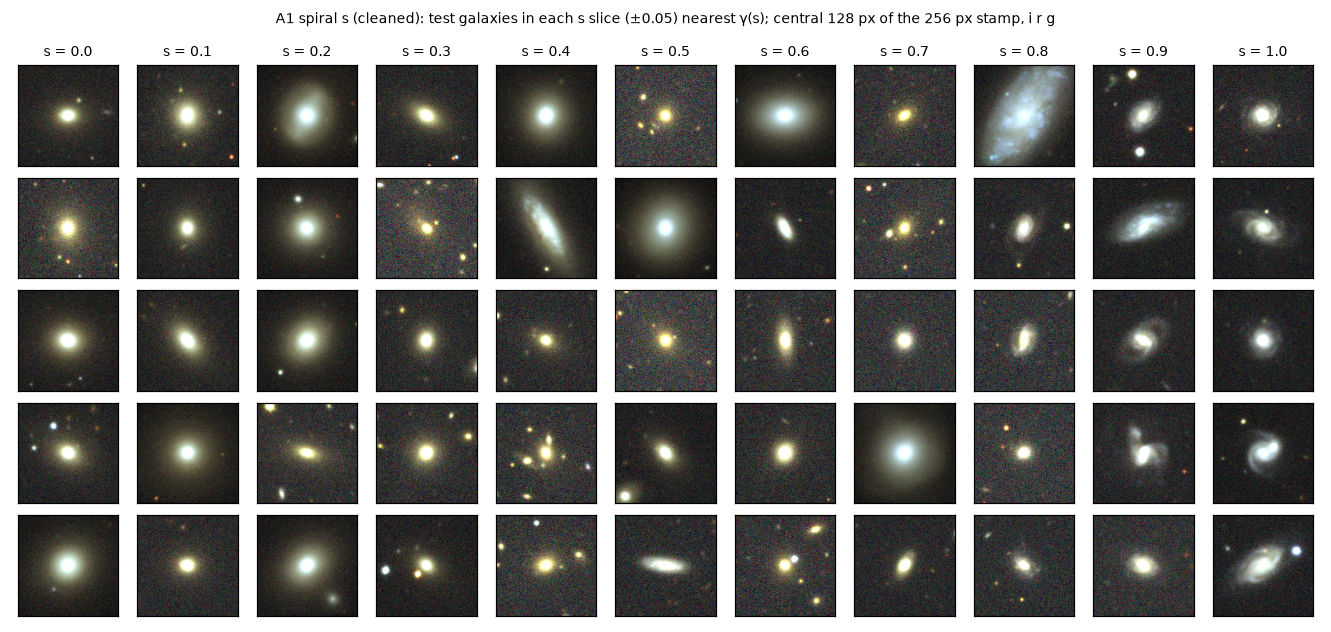 A1 spiral s (cleaned): test galaxies in each s slice (±0.05) nearest γ(s); central 128 px of the 256 px stamp, i r g
s = 0.0 s = 0.1 s = 0.2 s = 0.3 s = 0.4 s = 0.5 s = 0.6 s = 0.7 s = 0.8 s = 0.9 s = 1.0